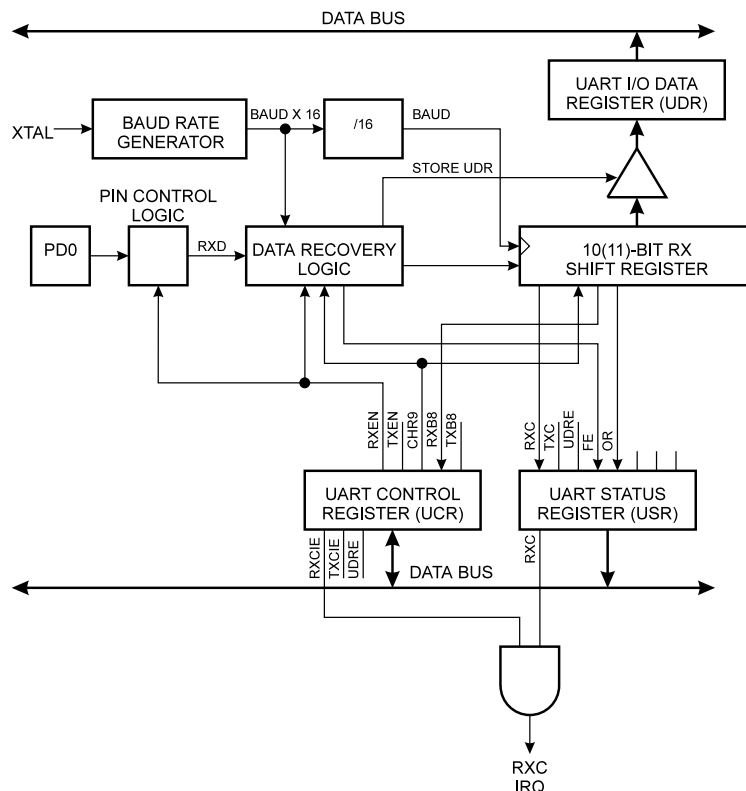 DATA BUS
UART I/O DATA
REGISTER (UDR)
XTAL
BAUD RATE
GENERATOR
BAUD X 16
/16
BAUD
STORE UDR
PIN CONTROL
LOGIC
PD0
RXD
DATA RECOVERY
LOGIC
10(11)-BIT RX
SHIFT REGISTER
RXEN
TXEN
CHR9
RXB8
TXB8
RXC
TXC
UDRE
FE
OR
UART CONTROL
REGISTER (UCR)
UART STATUS
REGISTER (USR)
RXCIE
TXCIE
UDRE
RXC
DATA BUS
RXC
IRQ